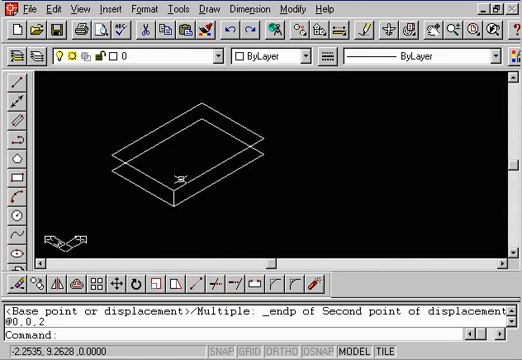 File Edit View Insert Format Tools Draw Dimension Modify Help
ABC
0 ByLayer ByLayer
<Base point or displacement>/Multiple: _endp of Second point of displacement
@0,0,2
Command:
-2.2535, 9.2628 ,0.0000 SNAP GRID ORTHO OSNAP MODEL TILE